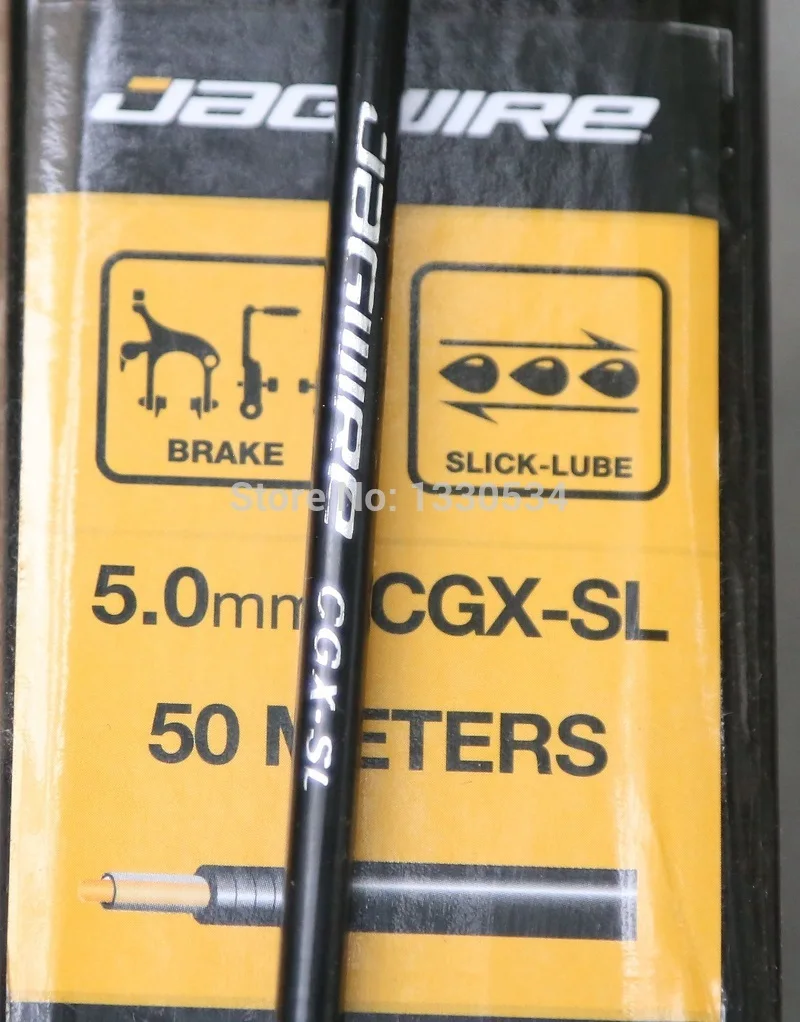 JAGWIRE
JAGWIRE CGX-SL
BRAKE
SLICK-LUBE
Store No: 1330534
5.0mm CGX-SL
50 METERS